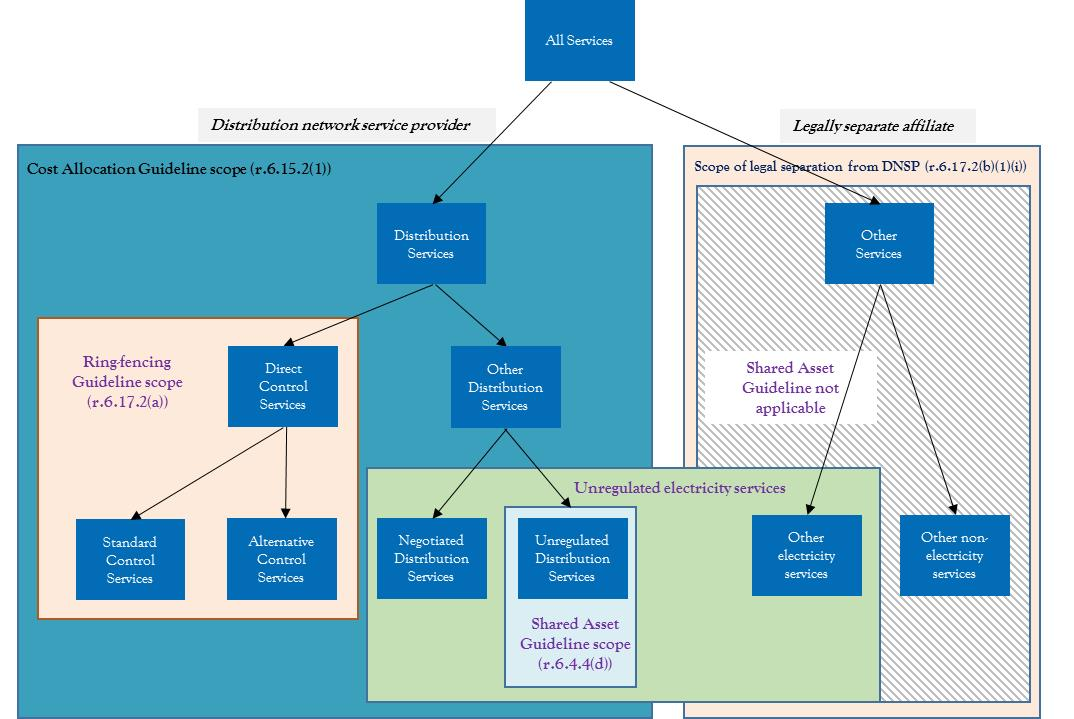 All Services
Distribution network service provider
Legally separate affiliate
Cost Allocation Guideline scope (r.6.15.2(1))
Scope of legal separation from DNSP (r.6.17.2(b)(1)(i))
Distribution
Services
Other
Services
Ring-fencing
Guideline scope
(r.6.17.2(a))
Direct
Control
Services
Other
Distribution
Services
Shared Asset
Guideline not
applicable
Unregulated electricity services
Standard
Control
Services
Alternative
Control
Services
Negotiated
Distribution
Services
Unregulated
Distribution
Services
Other
electricity
services
Other non-
electricity
services
Shared Asset
Guideline scope
(r.6.4.4(d))